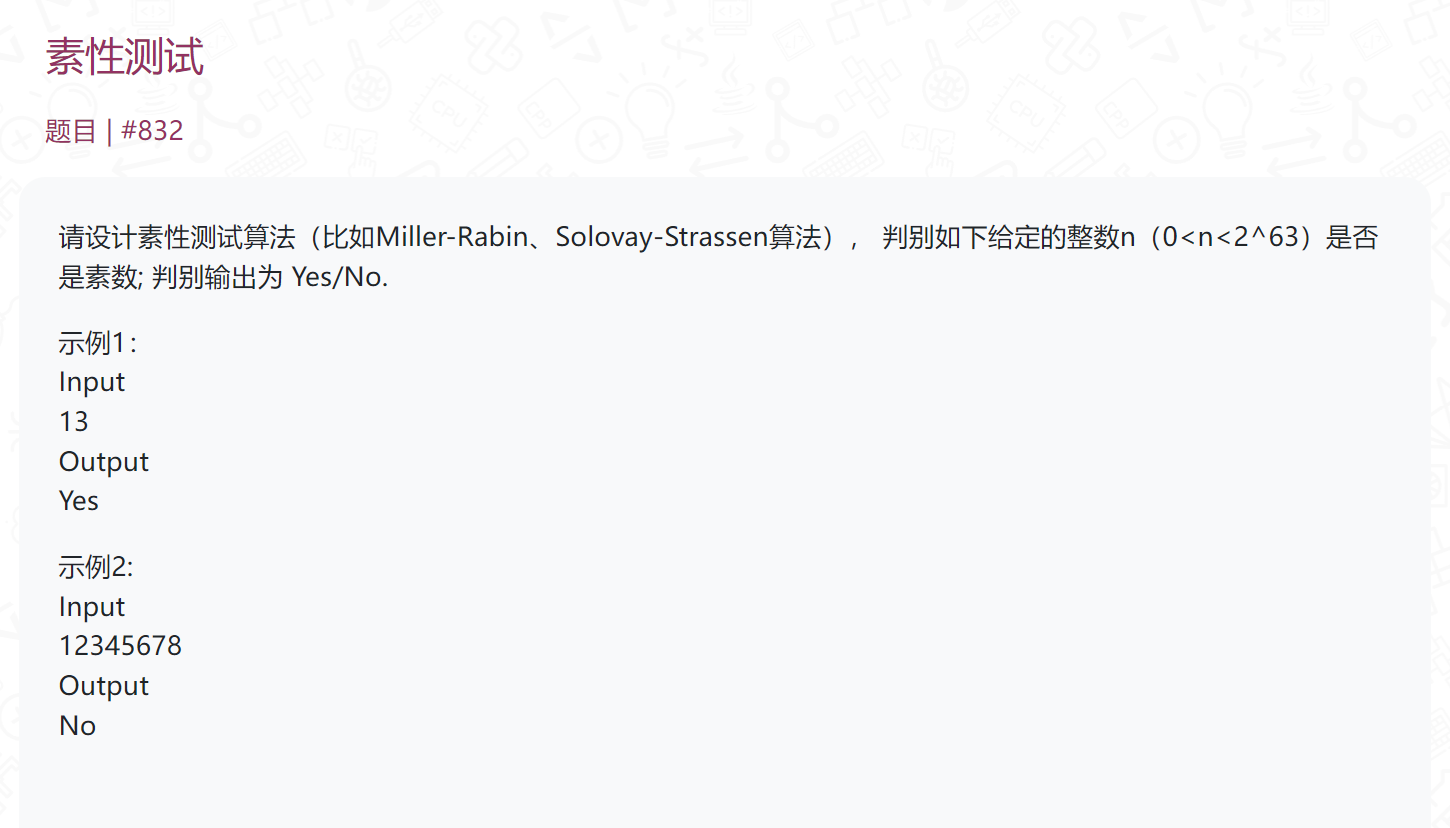 素性测试
题目 | #832
请设计素性测试算法（比如Miller-Rabin、Solovay-Strassen算法）， 判别如下给定的整数n（0<n<2^63）是否
是素数; 判别输出为 Yes/No.
示例1：
Input
13
Output
Yes
示例2:
Input
12345678
Output
No